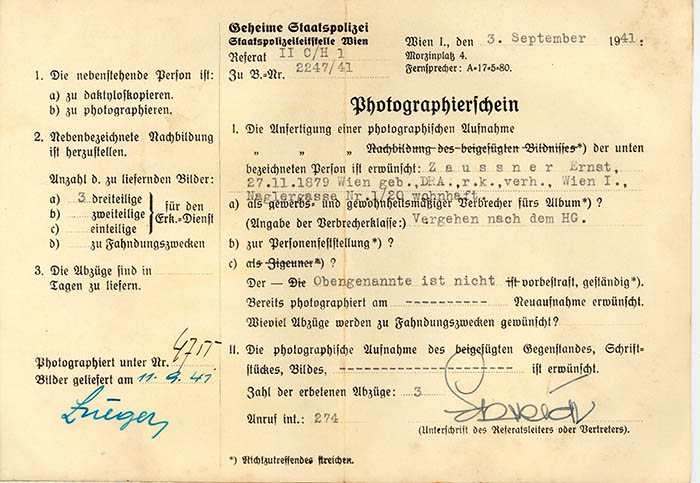 Geheime Staatspolizei
Staatspolizeileitstelle Wien
Referat II C/H 1
Zu B.-Nr. 2247/41
Wien I., den 3. September 1941.
Morzinplatz 4.
Fernsprecher: A-17-5-80.
1. Die nebenstehende Person ist:
a) zu daktyloskopieren.
b) zu photographieren.
2. Nebenbezeichnete Nachbildung
ist herzustellen.
Anzahl d. zu liefernden Bilder:
a) 3 dreiteilige
b) zweiteilige
c) einteilige
für den
Erk.-Dienst
d) zu Fahndungszwecken
3. Die Abzüge sind in
Tagen zu liefern.
Photographiert unter Nr.
Bilder geliefert am 11. 9. 41
Photographierschein
I. Die Anfertigung einer photographischen Aufnahme
„ „ „ Nachbildung des beigefügten Bildnisses*) der unten
bezeichneten Person ist erwünscht: Zaussner Ernst,
27.11.1879 Wien geb., DRA., r.k., verh., Wien I.,
Naglergasse Nr. 1/20 wohnhaft.
a) als gewerbs- und gewohnheitsmäßiger Verbrecher fürs Album*) ?
(Angabe der Verbrecherklasse:) Vergehen nach dem HG.
b) zur Personenfeststellung*) ?
c) als Zigeuner*) ?
Der — Die Obengenannte ist nicht ist vorbestraft, geständig*).
Bereits photographiert am ---------- Neuaufnahme erwünscht.
Wieviel Abzüge werden zu Fahndungszwecken gewünscht?
II. Die photographische Aufnahme des beigefügten Gegenstandes, Schrift-
stückes, Bildes, -------------------- ist erwünscht.
Zahl der erbetenen Abzüge: 3
Anruf int.: 274
(Unterschrift des Referatsleiters oder Vertreters).
*) Nichtzutreffendes streichen.